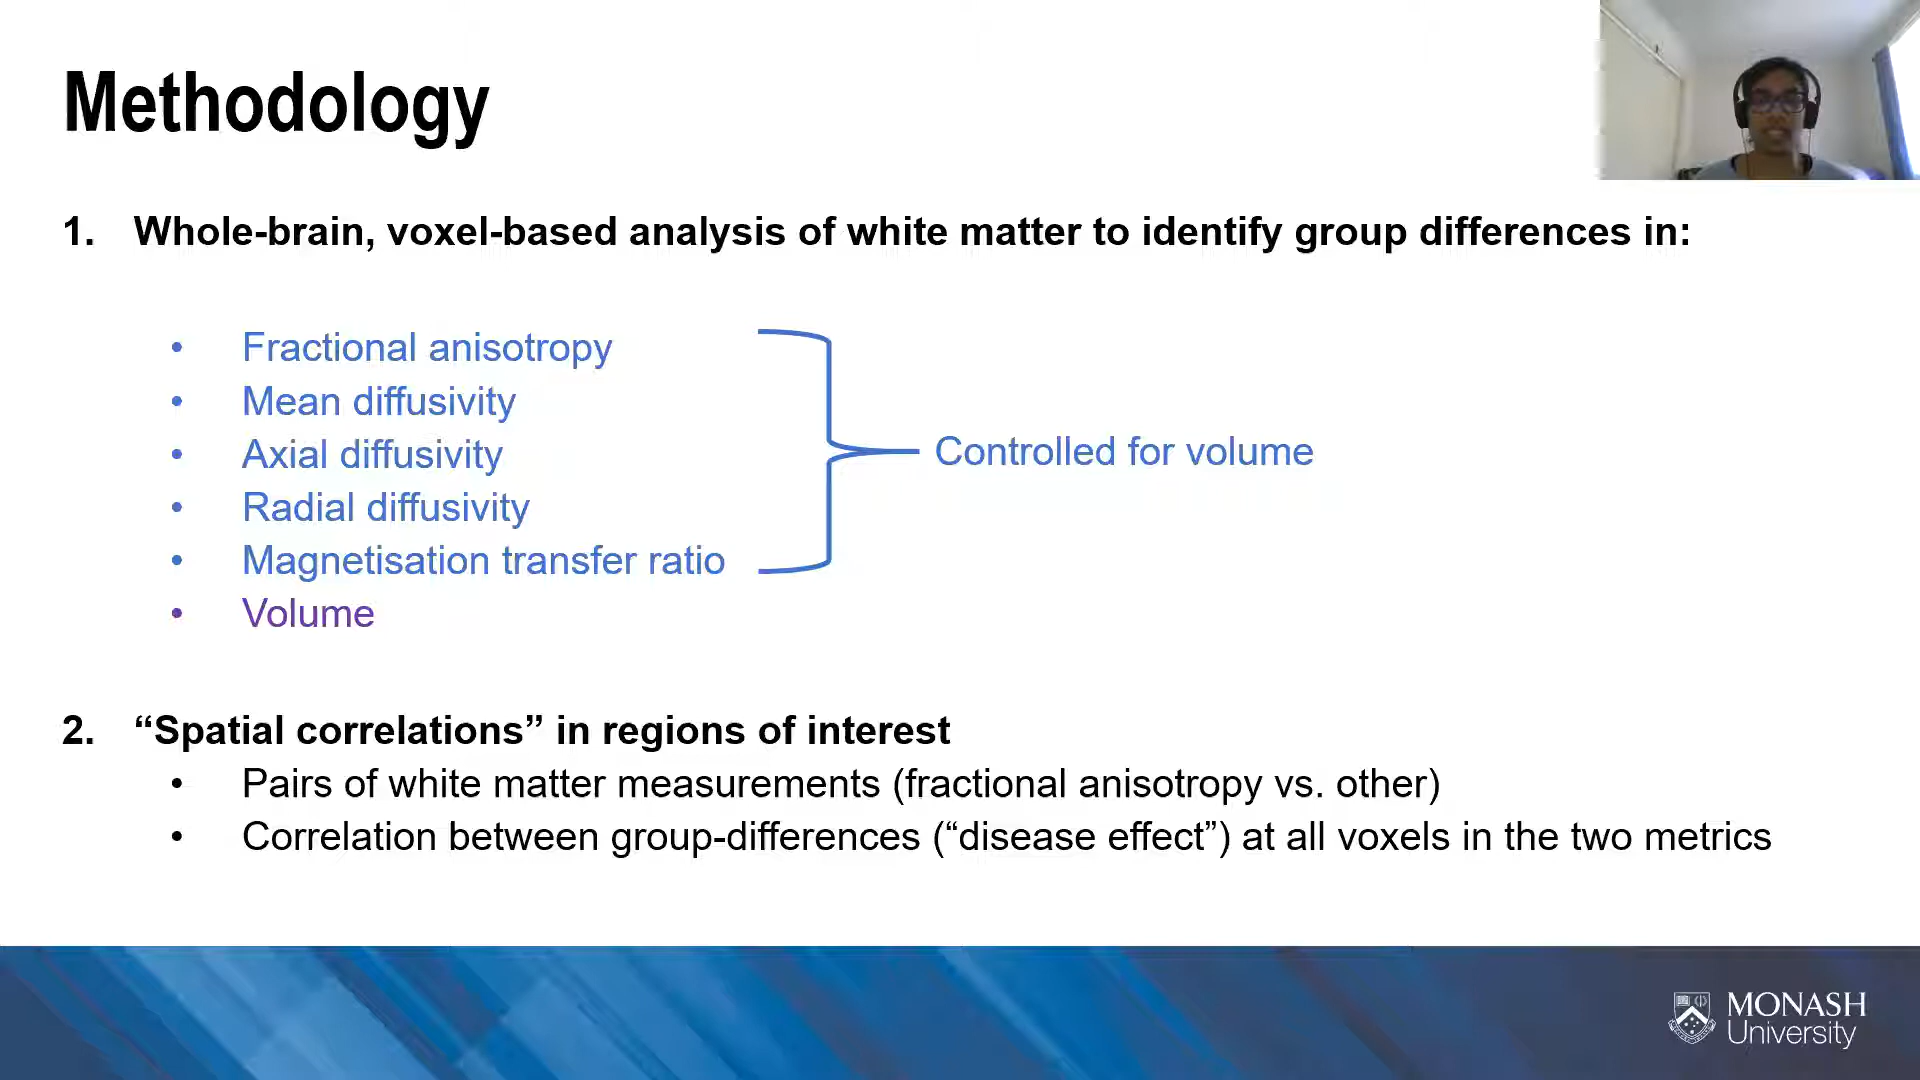 Methodology
1. Whole-brain, voxel-based analysis of white matter to identify group differences in:
• Fractional anisotropy
• Mean diffusivity
• Axial diffusivity
• Radial diffusivity
• Magnetisation transfer ratio
• Volume
Controlled for volume
2. “Spatial correlations” in regions of interest
• Pairs of white matter measurements (fractional anisotropy vs. other)
• Correlation between group-differences (“disease effect”) at all voxels in the two metrics
MONASH
University